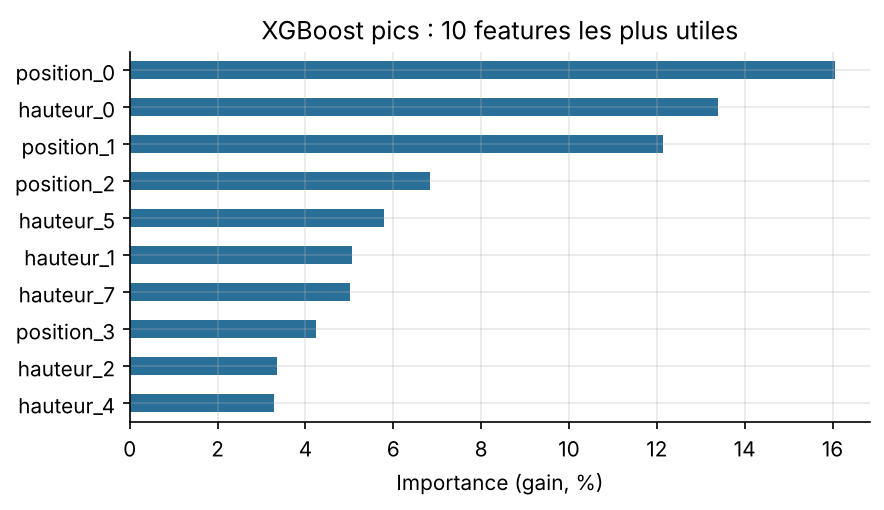 XGBoost pics : 10 features les plus utiles
position_0
hauteur_0
position_1
position_2
hauteur_5
hauteur_1
hauteur_7
position_3
hauteur_2
hauteur_4
0 2 4 6 8 10 12 14 16
Importance (gain, %)